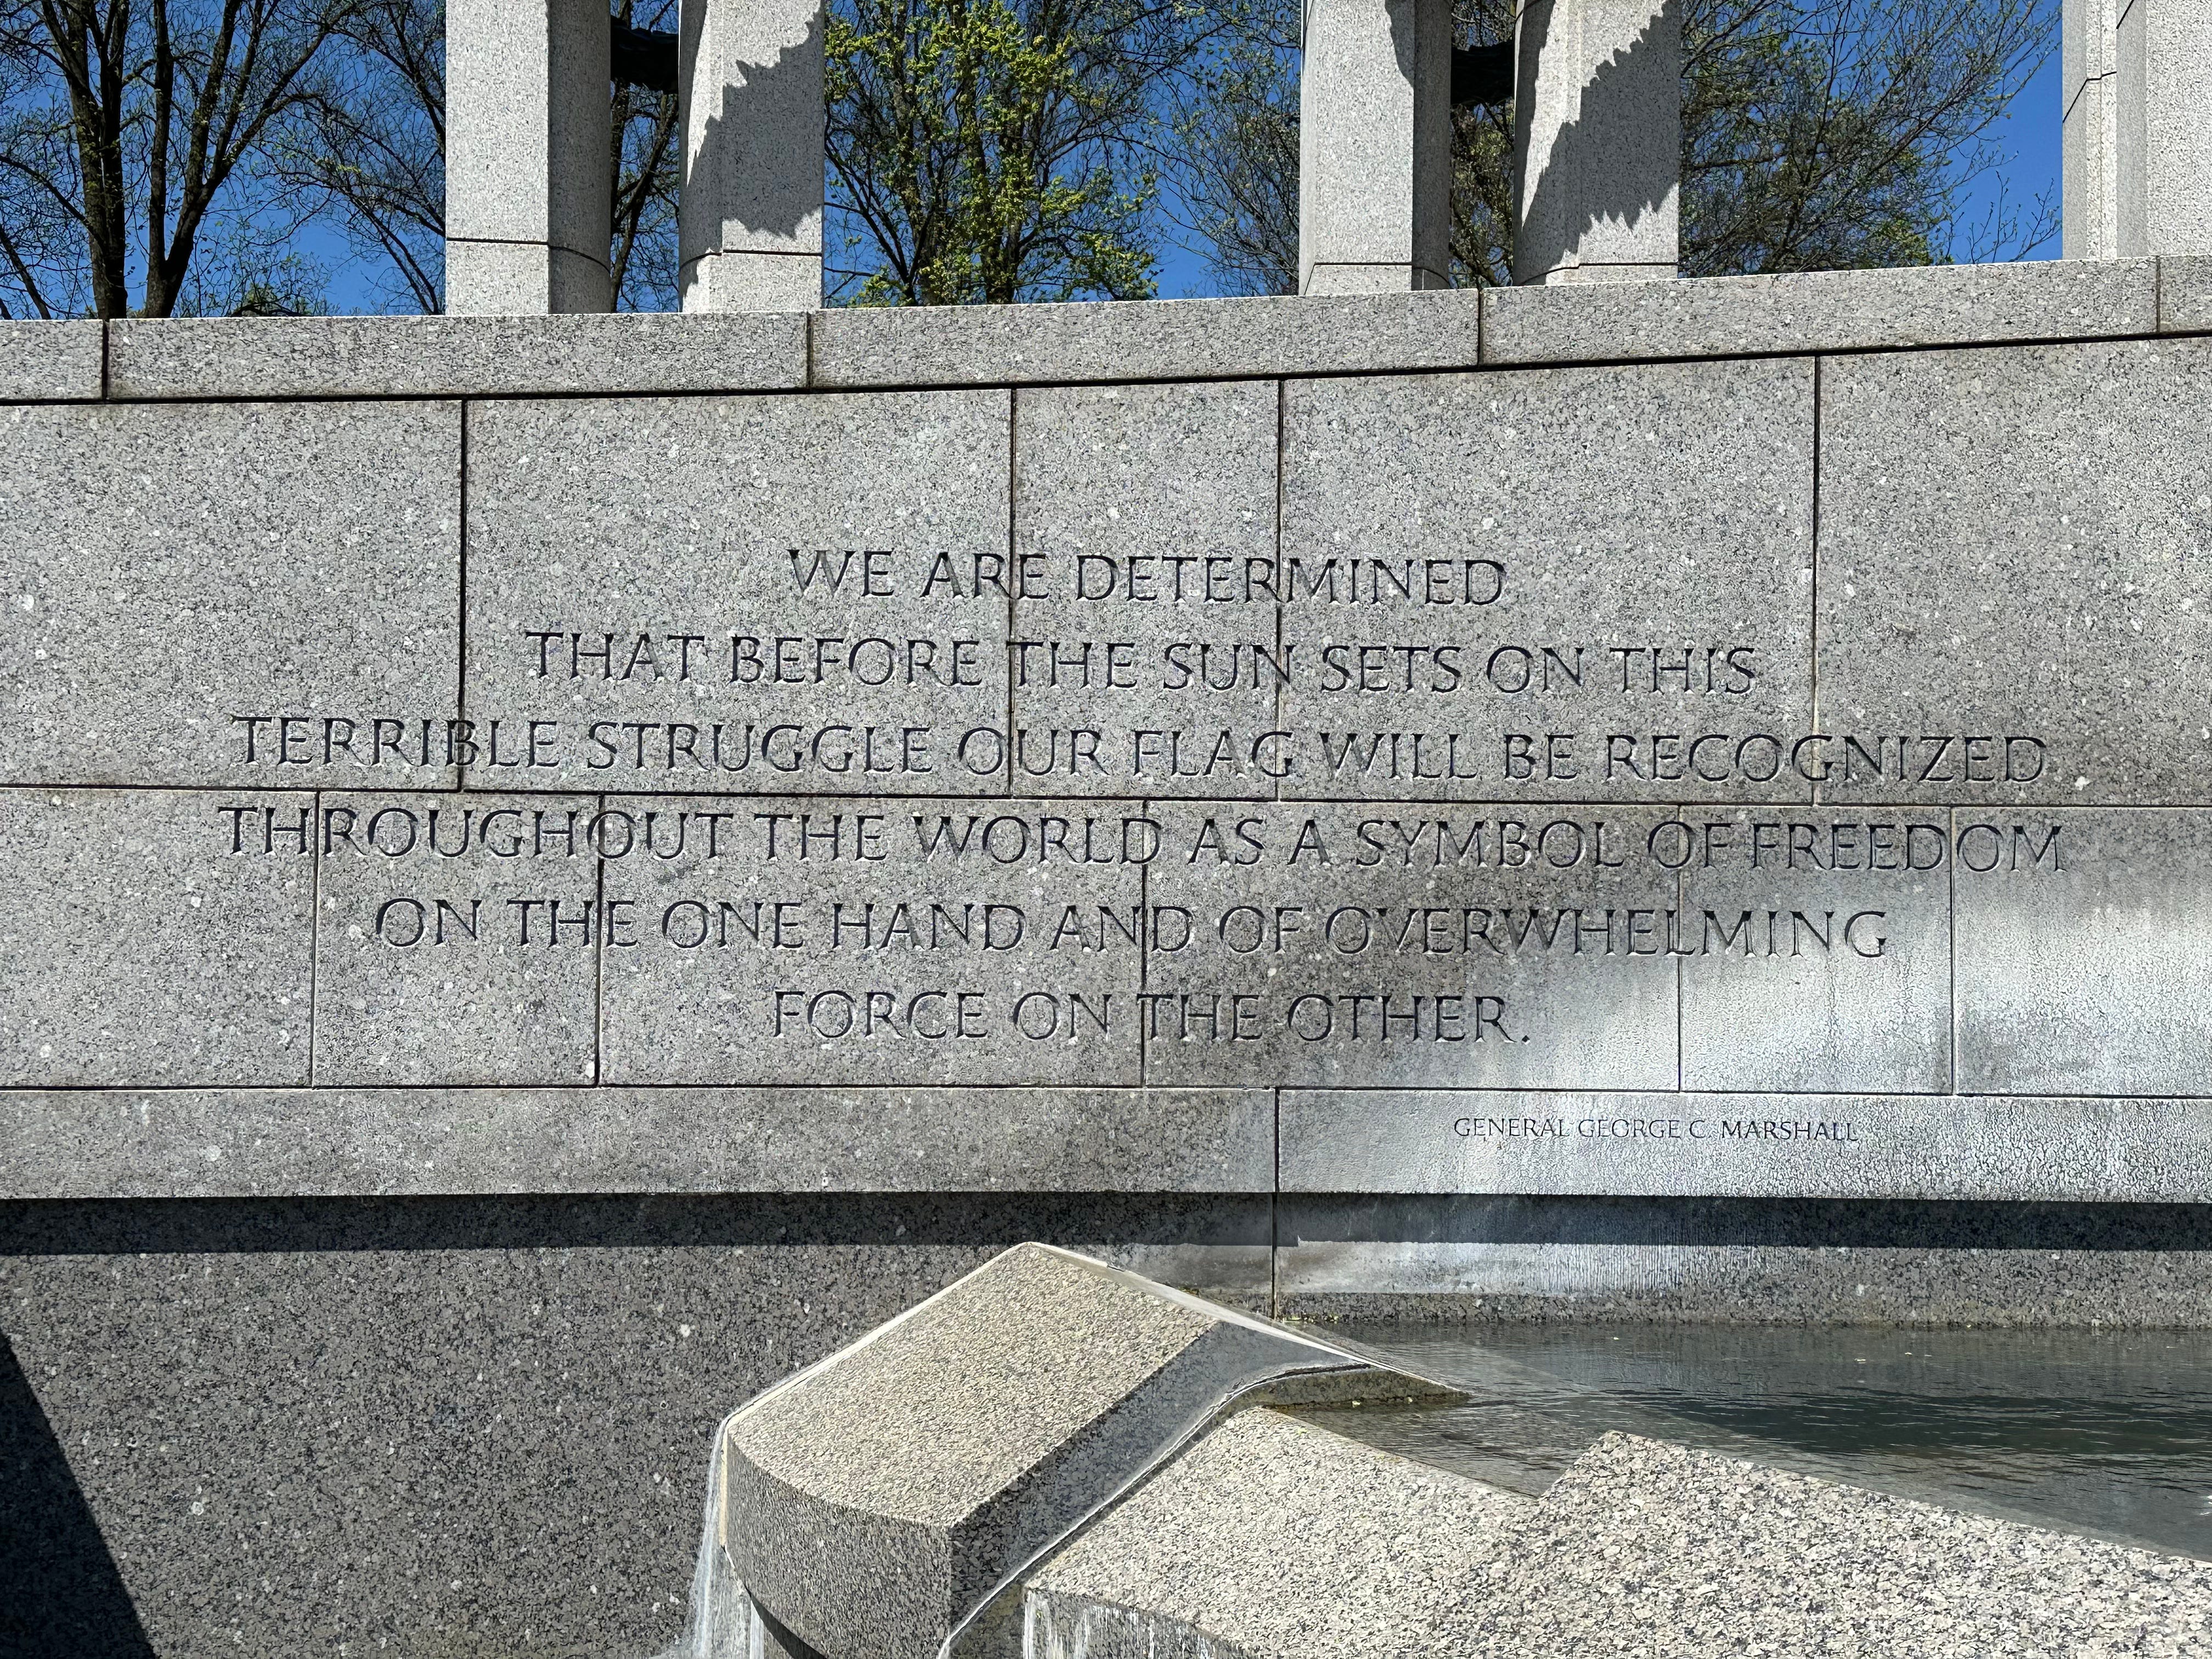 WE ARE DETERMINED
THAT BEFORE THE SUN SETS ON THIS
TERRIBLE STRUGGLE OUR FLAG WILL BE RECOGNIZED
THROUGHOUT THE WORLD AS A SYMBOL OF FREEDOM
ON THE ONE HAND AND OF OVERWHELMING
FORCE ON THE OTHER.
GENERAL GEORGE C. MARSHALL